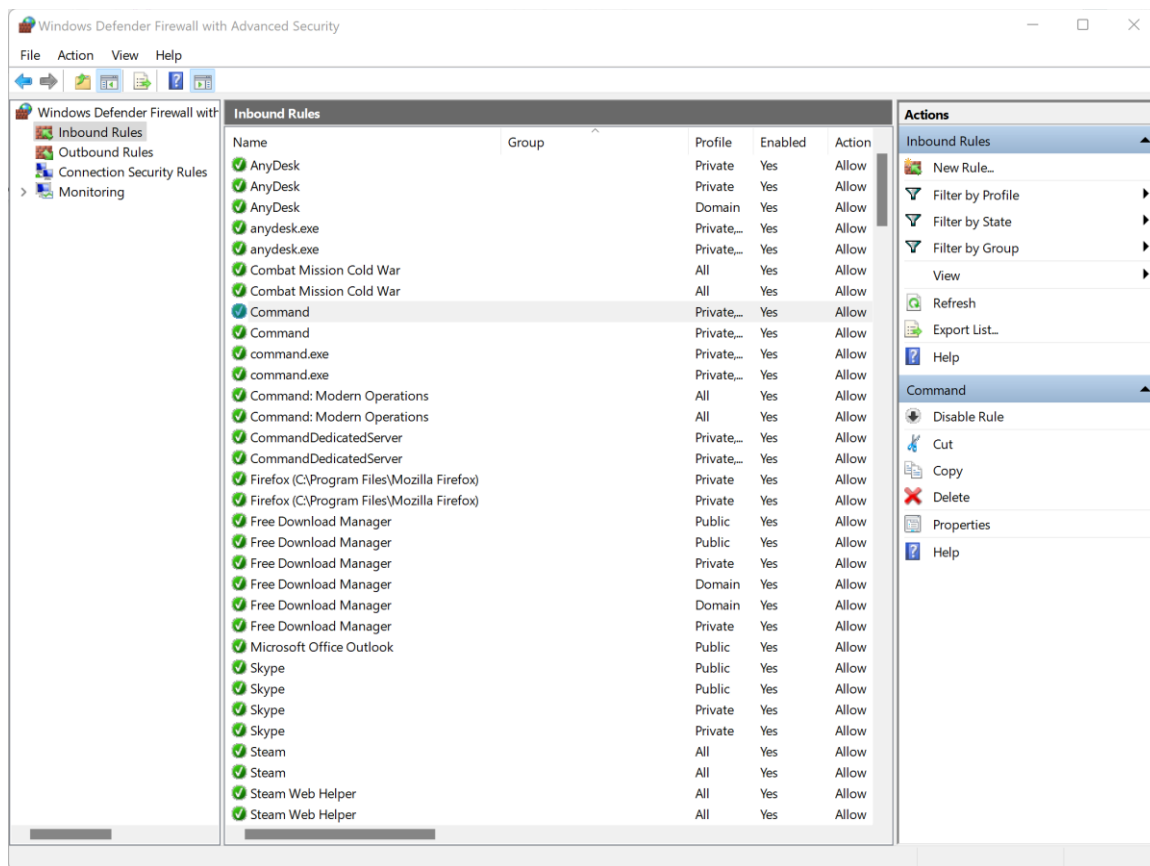 Windows Defender Firewall with Advanced Security
File Action View Help
Windows Defender Firewall with
Inbound Rules
Outbound Rules
Connection Security Rules
Monitoring
Inbound Rules
Name Group Profile Enabled Action
AnyDesk Private Yes Allow
AnyDesk Private Yes Allow
AnyDesk Domain Yes Allow
anydesk.exe Private,... Yes Allow
anydesk.exe Private,... Yes Allow
Combat Mission Cold War All Yes Allow
Combat Mission Cold War All Yes Allow
Command Private,... Yes Allow
Command Private,... Yes Allow
command.exe Private,... Yes Allow
command.exe Private,... Yes Allow
Command: Modern Operations All Yes Allow
Command: Modern Operations All Yes Allow
CommandDedicatedServer Private,... Yes Allow
CommandDedicatedServer Private,... Yes Allow
Firefox (C:\Program Files\Mozilla Firefox) Private Yes Allow
Firefox (C:\Program Files\Mozilla Firefox) Private Yes Allow
Free Download Manager Public Yes Allow
Free Download Manager Public Yes Allow
Free Download Manager Private Yes Allow
Free Download Manager Domain Yes Allow
Free Download Manager Domain Yes Allow
Free Download Manager Private Yes Allow
Microsoft Office Outlook Public Yes Allow
Skype Public Yes Allow
Skype Public Yes Allow
Skype Private Yes Allow
Skype Private Yes Allow
Steam All Yes Allow
Steam All Yes Allow
Steam Web Helper All Yes Allow
Steam Web Helper All Yes Allow
Actions
Inbound Rules
New Rule...
Filter by Profile
Filter by State
Filter by Group
View
Refresh
Export List...
Help
Command
Disable Rule
Cut
Copy
Delete
Properties
Help